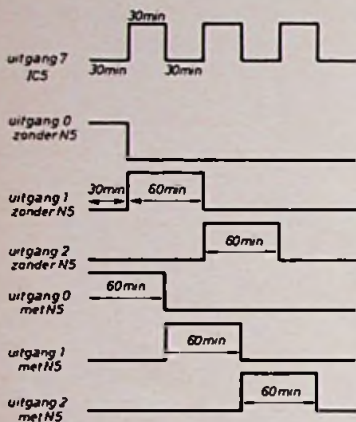 30min
uitgang 7
IC5
30min 30min
uitgang 0
zonder N5
30min 60min
uitgang 1
zonder N5
60min
uitgang 2
zonder N5
60min
uitgang 0
met N5
60min
uitgang 1
met N5
60min
uitgang 2
met N5